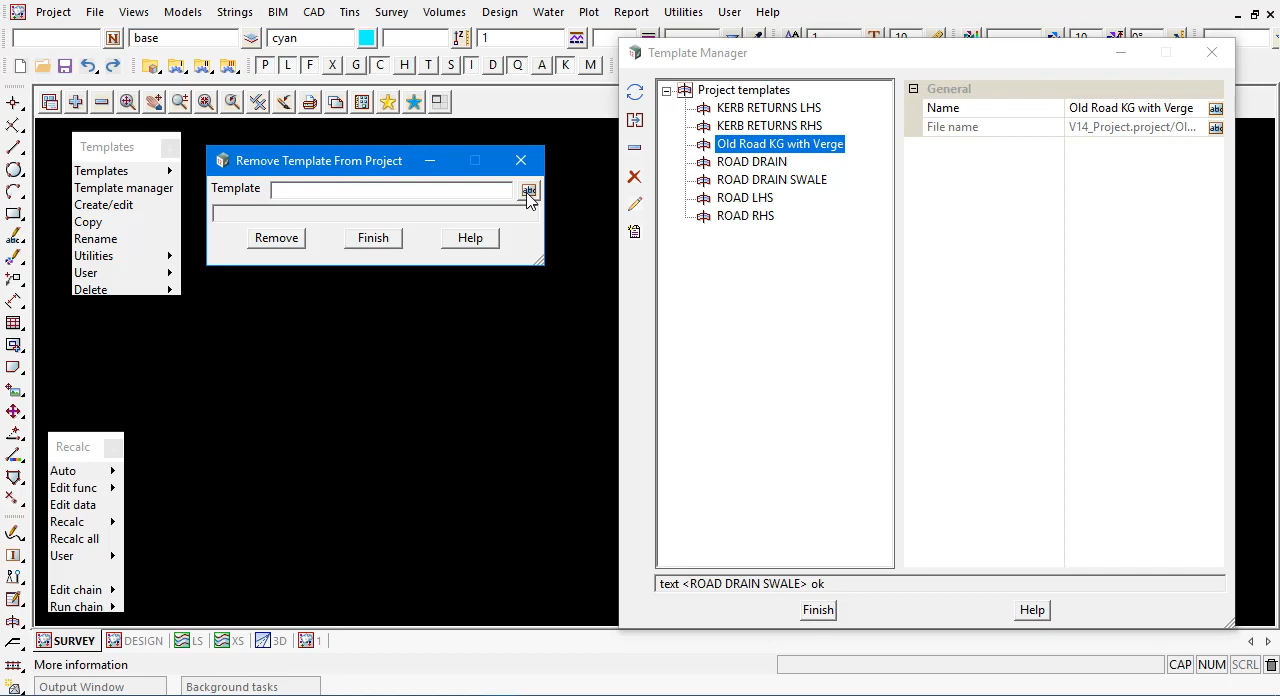 Project File Views Models Strings BIM CAD Tins Survey Volumes Design Water Plot Report Utilities User Help
N base cyan 1
P L F X G C H T S I D Q A K M
Template Manager
Project templates
KERB RETURNS LHS
KERB RETURNS RHS
Old Road KG with Verge
ROAD DRAIN
ROAD DRAIN SWALE
ROAD LHS
ROAD RHS
General
Name Old Road KG with Verge abc
File name V14_Project.project/Ol... abc
text <ROAD DRAIN SWALE> ok
Finish Help
Templates
Templates
Template manager
Create/edit
Copy
Rename
Utilities
User
Delete
Remove Template From Project
Template abc
Remove Finish Help
Recalc
Auto
Edit func
Edit data
Recalc
Recalc all
User
Edit chain
Run chain
SURVEY DESIGN LS XS 3D 1
More information CAP NUM SCRL
Output Window Background tasks